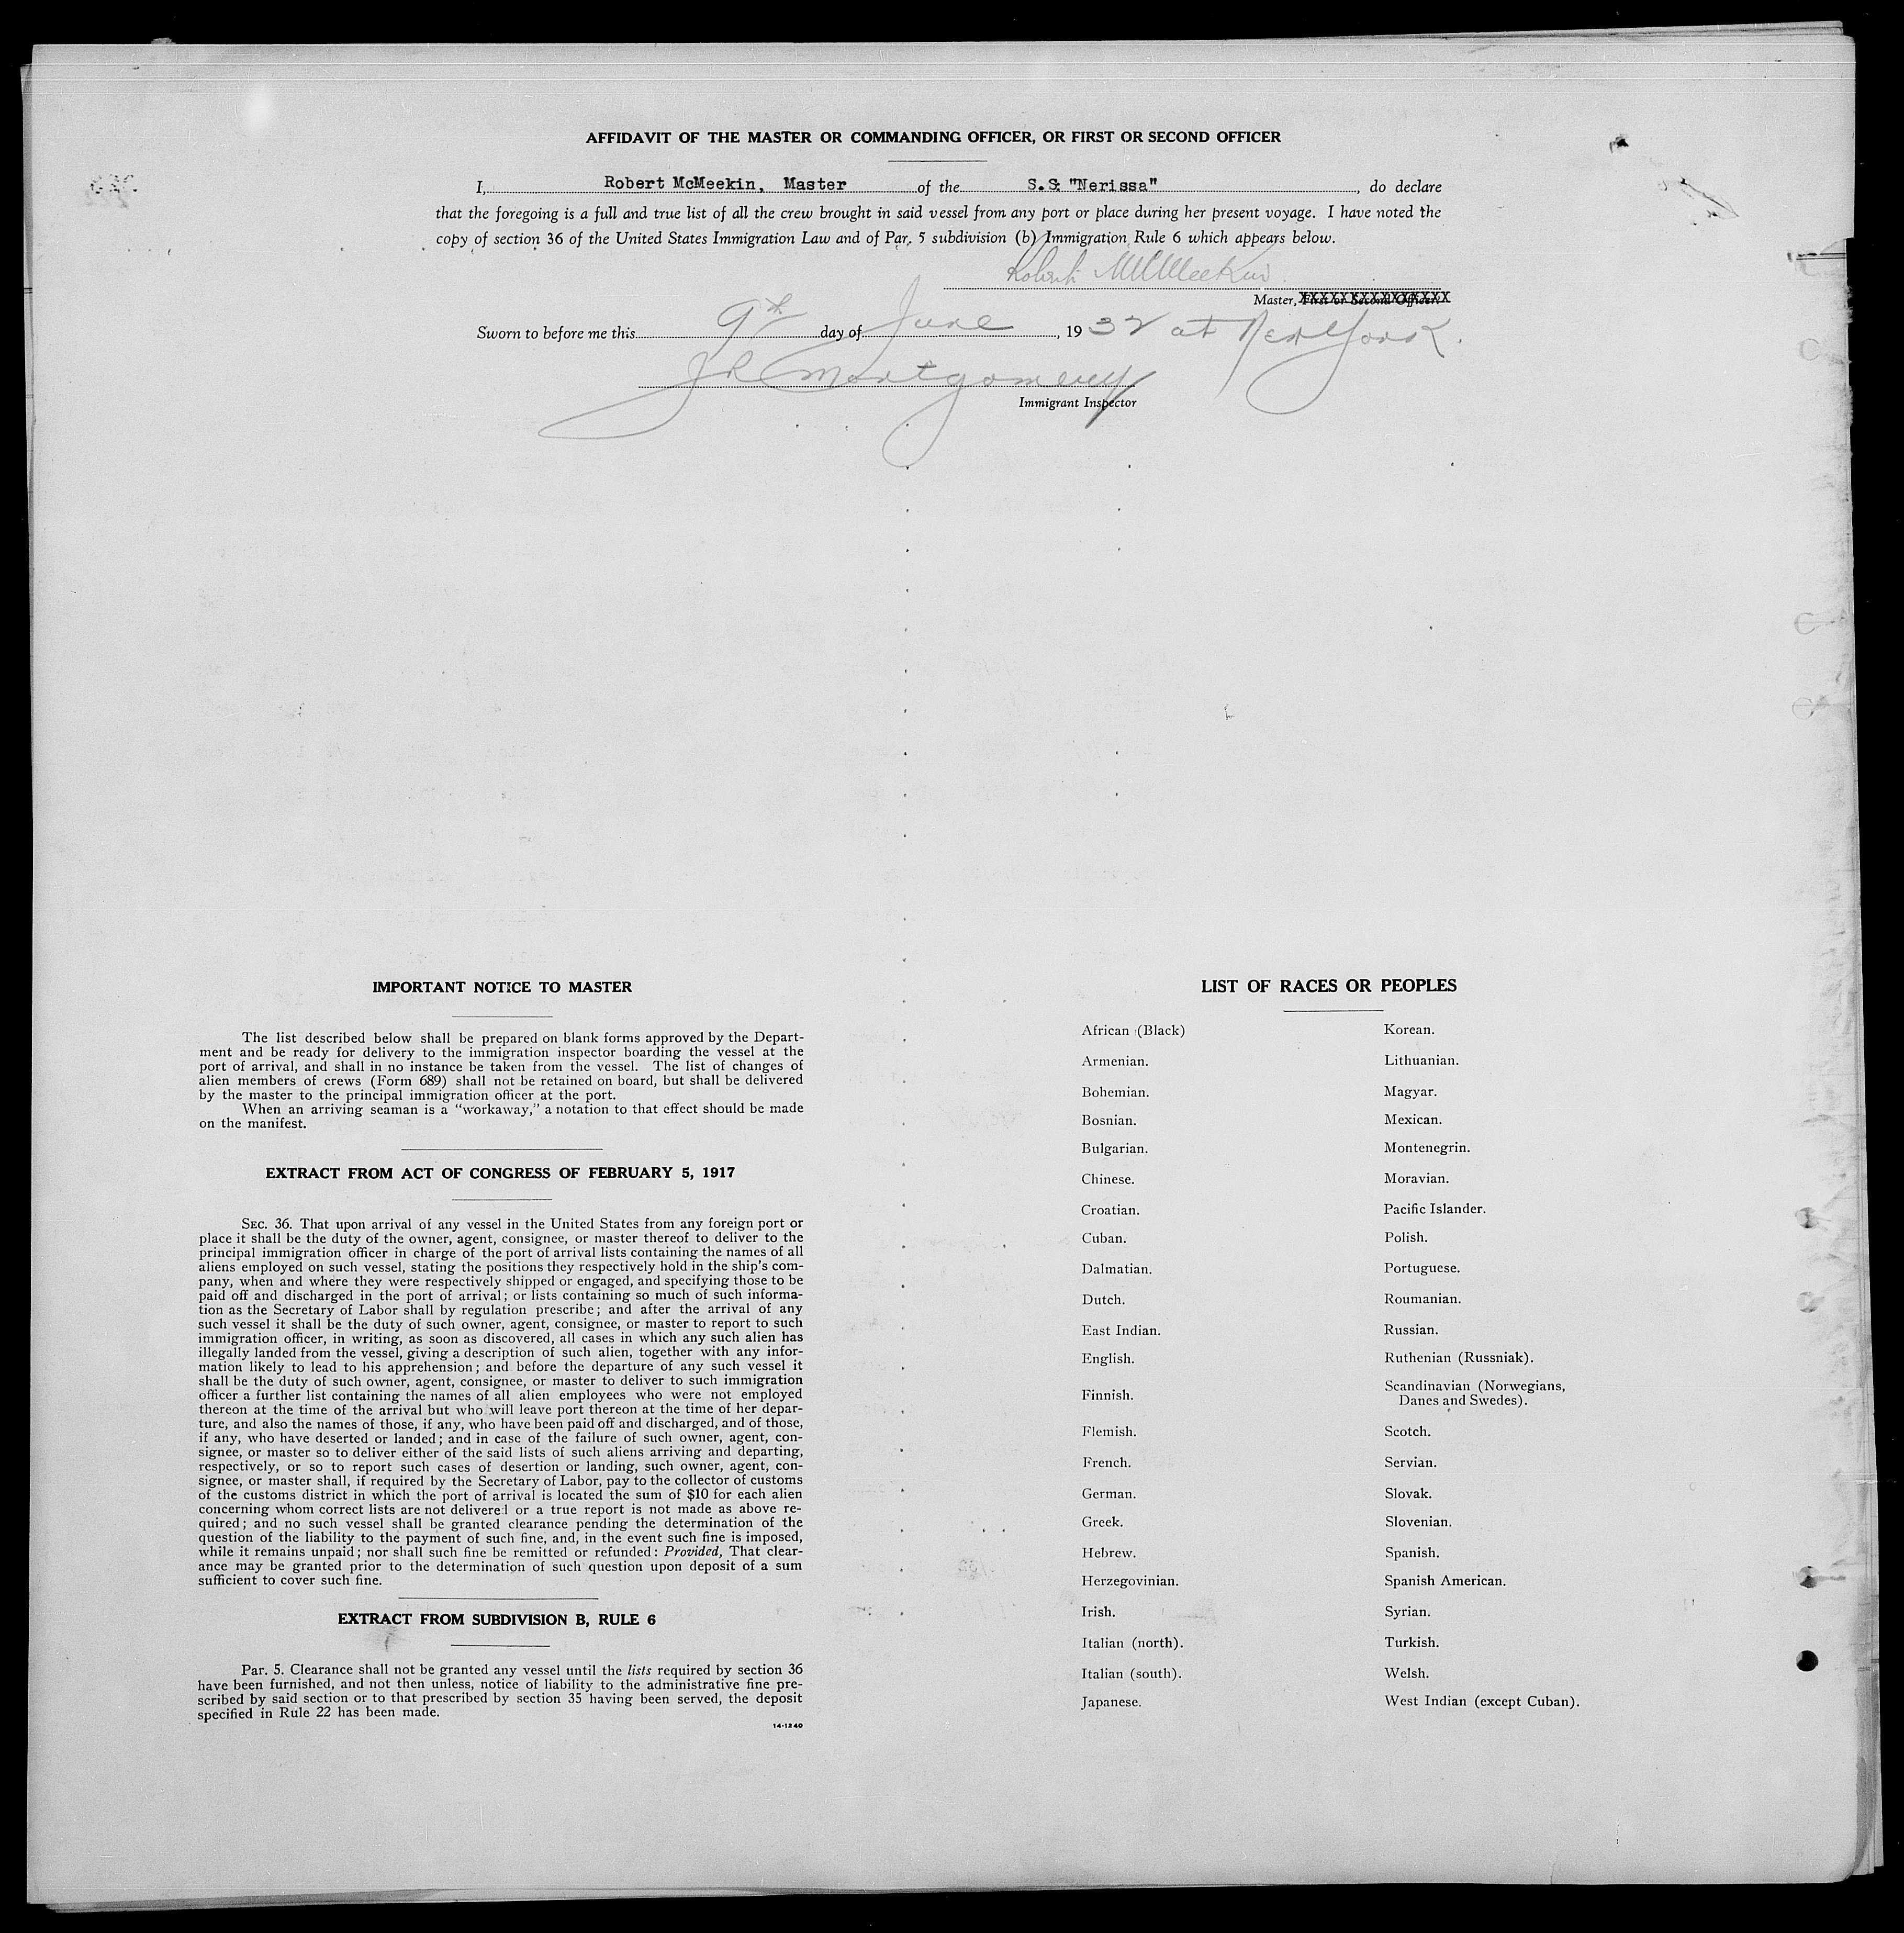 AFFIDAVIT OF THE MASTER OR COMMANDING OFFICER, OR FIRST OR SECOND OFFICER
I, Robert McMeekin, Master of the S.S. "Nerissa", do declare
that the foregoing is a full and true list of all the crew brought in said vessel from any port or place during her present voyage. I have noted the
copy of section 36 of the United States Immigration Law and of Par. 5 subdivision (b) Immigration Rule 6 which appears below.
Robert McMeekin
Master, First or Second Officer.
Sworn to before me this 9th day of June, 1932 at New York.
J R Montgomery
Immigrant Inspector
IMPORTANT NOTICE TO MASTER
The list described below shall be prepared on blank forms approved by the Depart-
ment and be ready for delivery to the immigration inspector boarding the vessel at the
port of arrival, and shall in no instance be taken from the vessel. The list of changes of
alien members of crews (Form 689) shall not be retained on board, but shall be delivered
by the master to the principal immigration officer at the port.
When an arriving seaman is a "workaway," a notation to that effect should be made
on the manifest.
EXTRACT FROM ACT OF CONGRESS OF FEBRUARY 5, 1917
SEC. 36. That upon arrival of any vessel in the United States from any foreign port or
place it shall be the duty of the owner, agent, consignee, or master thereof to deliver to the
principal immigration officer in charge of the port of arrival lists containing the names of all
aliens employed on such vessel, stating the positions they respectively hold in the ship's com-
pany, when and where they were respectively shipped or engaged, and specifying those to be
paid off and discharged in the port of arrival; or lists containing so much of such informa-
tion as the Secretary of Labor shall by regulation prescribe; and after the arrival of any
such vessel it shall be the duty of such owner, agent, consignee, or master to report to such
immigration officer, in writing, as soon as discovered, all cases in which any such alien has
illegally landed from the vessel, giving a description of such alien, together with any infor-
mation likely to lead to his apprehension; and before the departure of any such vessel it
shall be the duty of such owner, agent, consignee, or master to deliver to such immigration
officer a further list containing the names of all alien employees who were not employed
thereon at the time of the arrival but who will leave port thereon at the time of her depar-
ture, and also the names of those, if any, who have been paid off and discharged, and of those,
if any, who have deserted or landed; and in case of the failure of such owner, agent, con-
signee, or master so to deliver either of the said lists of such aliens arriving and departing,
respectively, or so to report such cases of desertion or landing, such owner, agent, con-
signee, or master shall, if required by the Secretary of Labor, pay to the collector of customs
of the customs district in which the port of arrival is located the sum of $10 for each alien
concerning whom correct lists are not delivered or a true report is not made as above re-
quired; and no such vessel shall be granted clearance pending the determination of the
question of the liability to the payment of such fine, and, in the event such fine is imposed,
while it remains unpaid; nor shall such fine be remitted or refunded: Provided, That clear-
ance may be granted prior to the determination of such question upon deposit of a sum
sufficient to cover such fine.
EXTRACT FROM SUBDIVISION B, RULE 6
Par. 5. Clearance shall not be granted any vessel until the lists required by section 36
have been furnished, and not then unless, notice of liability to the administrative fine pre-
scribed by said section or to that prescribed by section 35 having been served, the deposit
specified in Rule 22 has been made.
14-1240
LIST OF RACES OR PEOPLES
African (Black)
Armenian.
Bohemian.
Bosnian.
Bulgarian.
Chinese.
Croatian.
Cuban.
Dalmatian.
Dutch.
East Indian.
English.
Finnish.
Flemish.
French.
German.
Greek.
Hebrew.
Herzegovinian.
Irish.
Italian (north).
Italian (south).
Japanese.
Korean.
Lithuanian.
Magyar.
Mexican.
Montenegrin.
Moravian.
Pacific Islander.
Polish.
Portuguese.
Roumanian.
Russian.
Ruthenian (Russniak).
Scandinavian (Norwegians,
Danes and Swedes).
Scotch.
Servian.
Slovak.
Slovenian.
Spanish.
Spanish American.
Syrian.
Turkish.
Welsh.
West Indian (except Cuban).